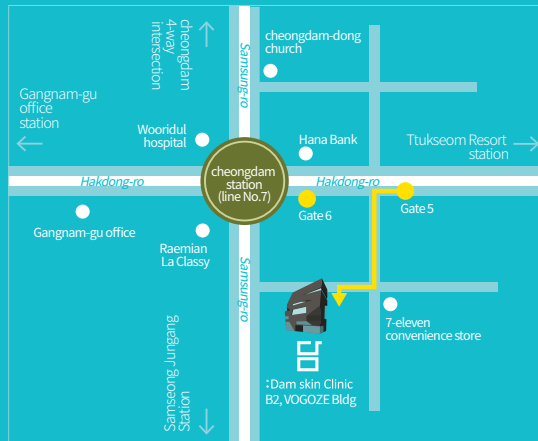 cheongdam
4-way
intersection
Samsung-ro
cheongdam-dong
church
Gangnam-gu
office
station
Wooridul
hospital
Hana Bank
Ttukseom Resort
station
cheongdam
station
(line No.7)
Hakdong-ro
Hakdong-ro
Gate 6
Gate 5
Gangnam-gu office
Raemian
La Classy
Samsung-ro
7-eleven
convenience store
Samseong Jungang
Station
담
:Dam skin Clinic
B2, VOGOZE Bldg